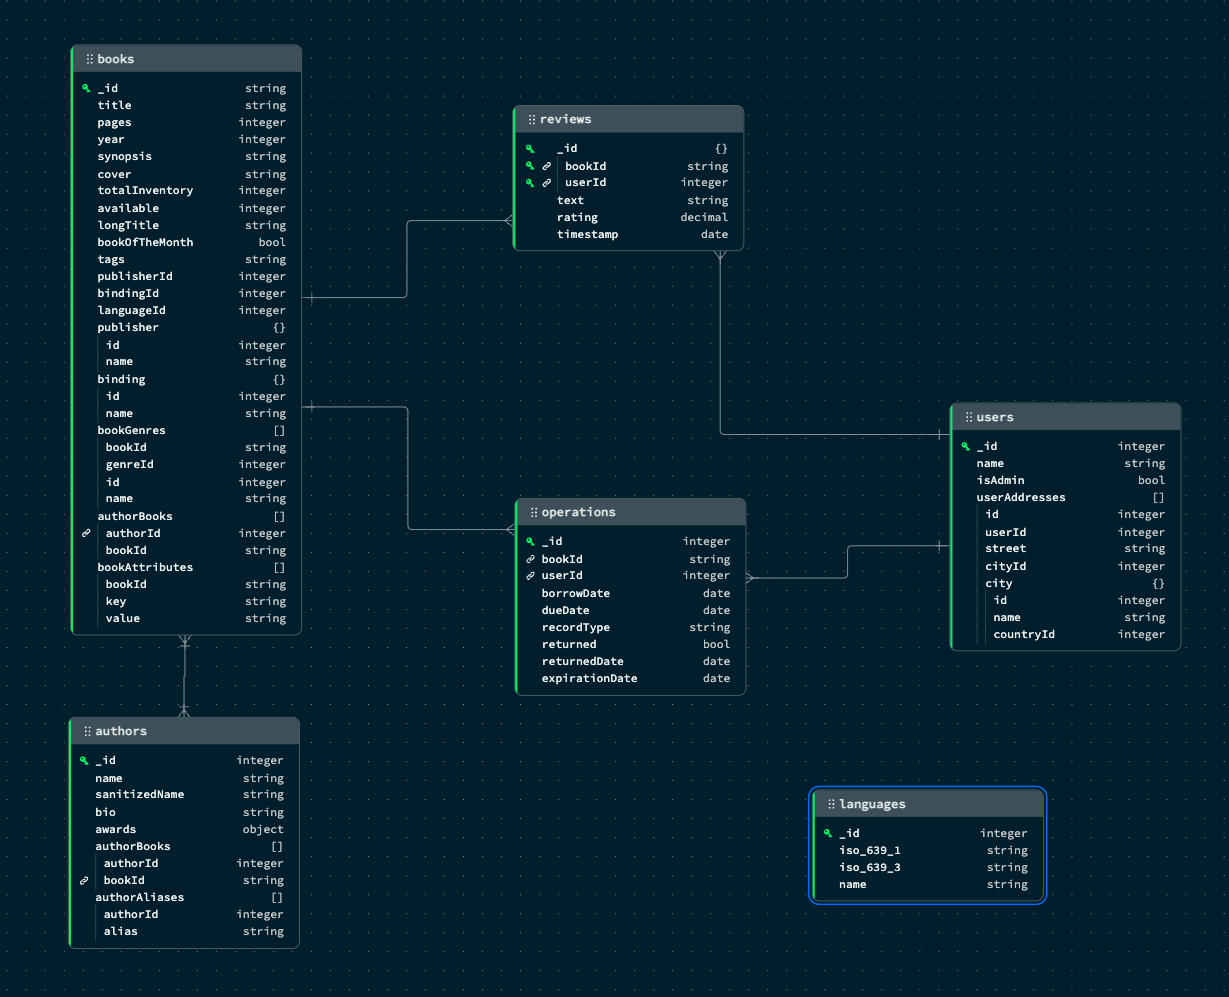 books
_id string
title string
pages integer
year integer
synopsis string
cover string
totalInventory integer
available integer
longTitle string
bookOfTheMonth bool
tags string
publisherId integer
bindingId integer
languageId integer
publisher {}
id integer
name string
binding {}
id integer
name string
bookGenres []
bookId string
genreId integer
id integer
name string
authorBooks []
authorId integer
bookId string
bookAttributes []
bookId string
key string
value string
reviews
_id {}
bookId string
userId integer
text string
rating decimal
timestamp date
users
_id integer
name string
isAdmin bool
userAddresses []
id integer
userId integer
street string
cityId integer
city {}
id integer
name string
countryId integer
operations
_id integer
bookId string
userId integer
borrowDate date
dueDate date
recordType string
returned bool
returnedDate date
expirationDate date
authors
_id integer
name string
sanitizedName string
bio string
awards object
authorBooks []
authorId integer
bookId string
authorAliases []
authorId integer
alias string
languages
_id integer
iso_639_1 string
iso_639_3 string
name string